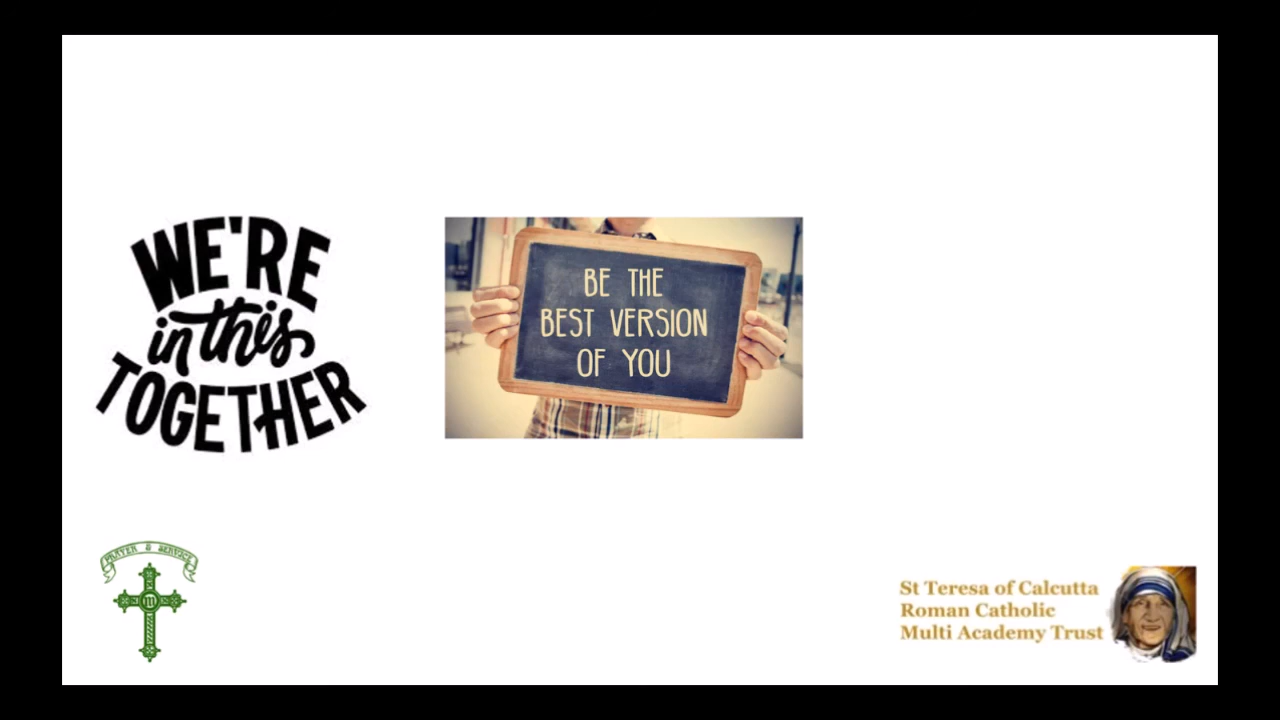 WE'RE
in this
TOGETHER
BE THE
BEST VERSION
OF YOU
PRAYER & SERVICE
St Teresa of Calcutta
Roman Catholic
Multi Academy Trust